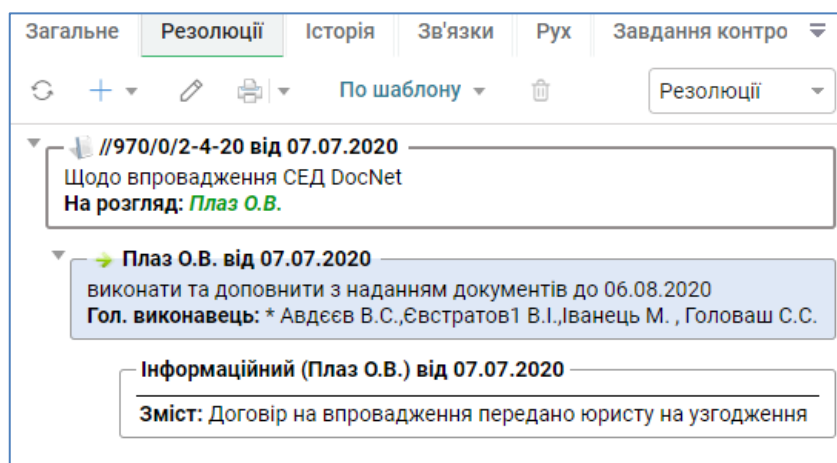 Загальне Резолюції Історія Зв'язки Рух Завдання контро
По шаблону Резолюції
//970/0/2-4-20 від 07.07.2020
Щодо впровадження СЕД DocNet
На розгляд: Плаз О.В.
Плаз О.В. від 07.07.2020
виконати та доповнити з наданням документів до 06.08.2020
Гол. виконавець: * Авдєєв В.С.,Євстратов1 В.І.,Іванець М. , Головаш С.С.
Інформаційний (Плаз О.В.) від 07.07.2020
Зміст: Договір на впровадження передано юристу на узгодження